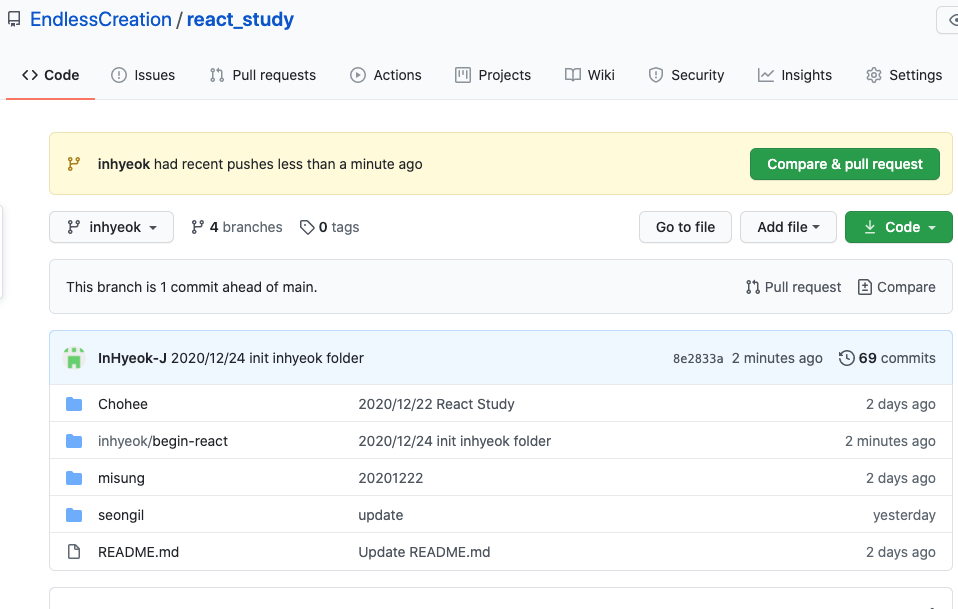 EndlessCreation / react_study
Code Issues Pull requests Actions Projects Wiki Security Insights Settings
inhyeok had recent pushes less than a minute ago Compare & pull request
inhyeok 4 branches 0 tags Go to file Add file Code
This branch is 1 commit ahead of main. Pull request Compare
InHyeok-J 2020/12/24 init inhyeok folder 8e2833a 2 minutes ago 69 commits
Chohee 2020/12/22 React Study 2 days ago
inhyeok/begin-react 2020/12/24 init inhyeok folder 2 minutes ago
misung 20201222 2 days ago
seongil update yesterday
README.md Update README.md 2 days ago